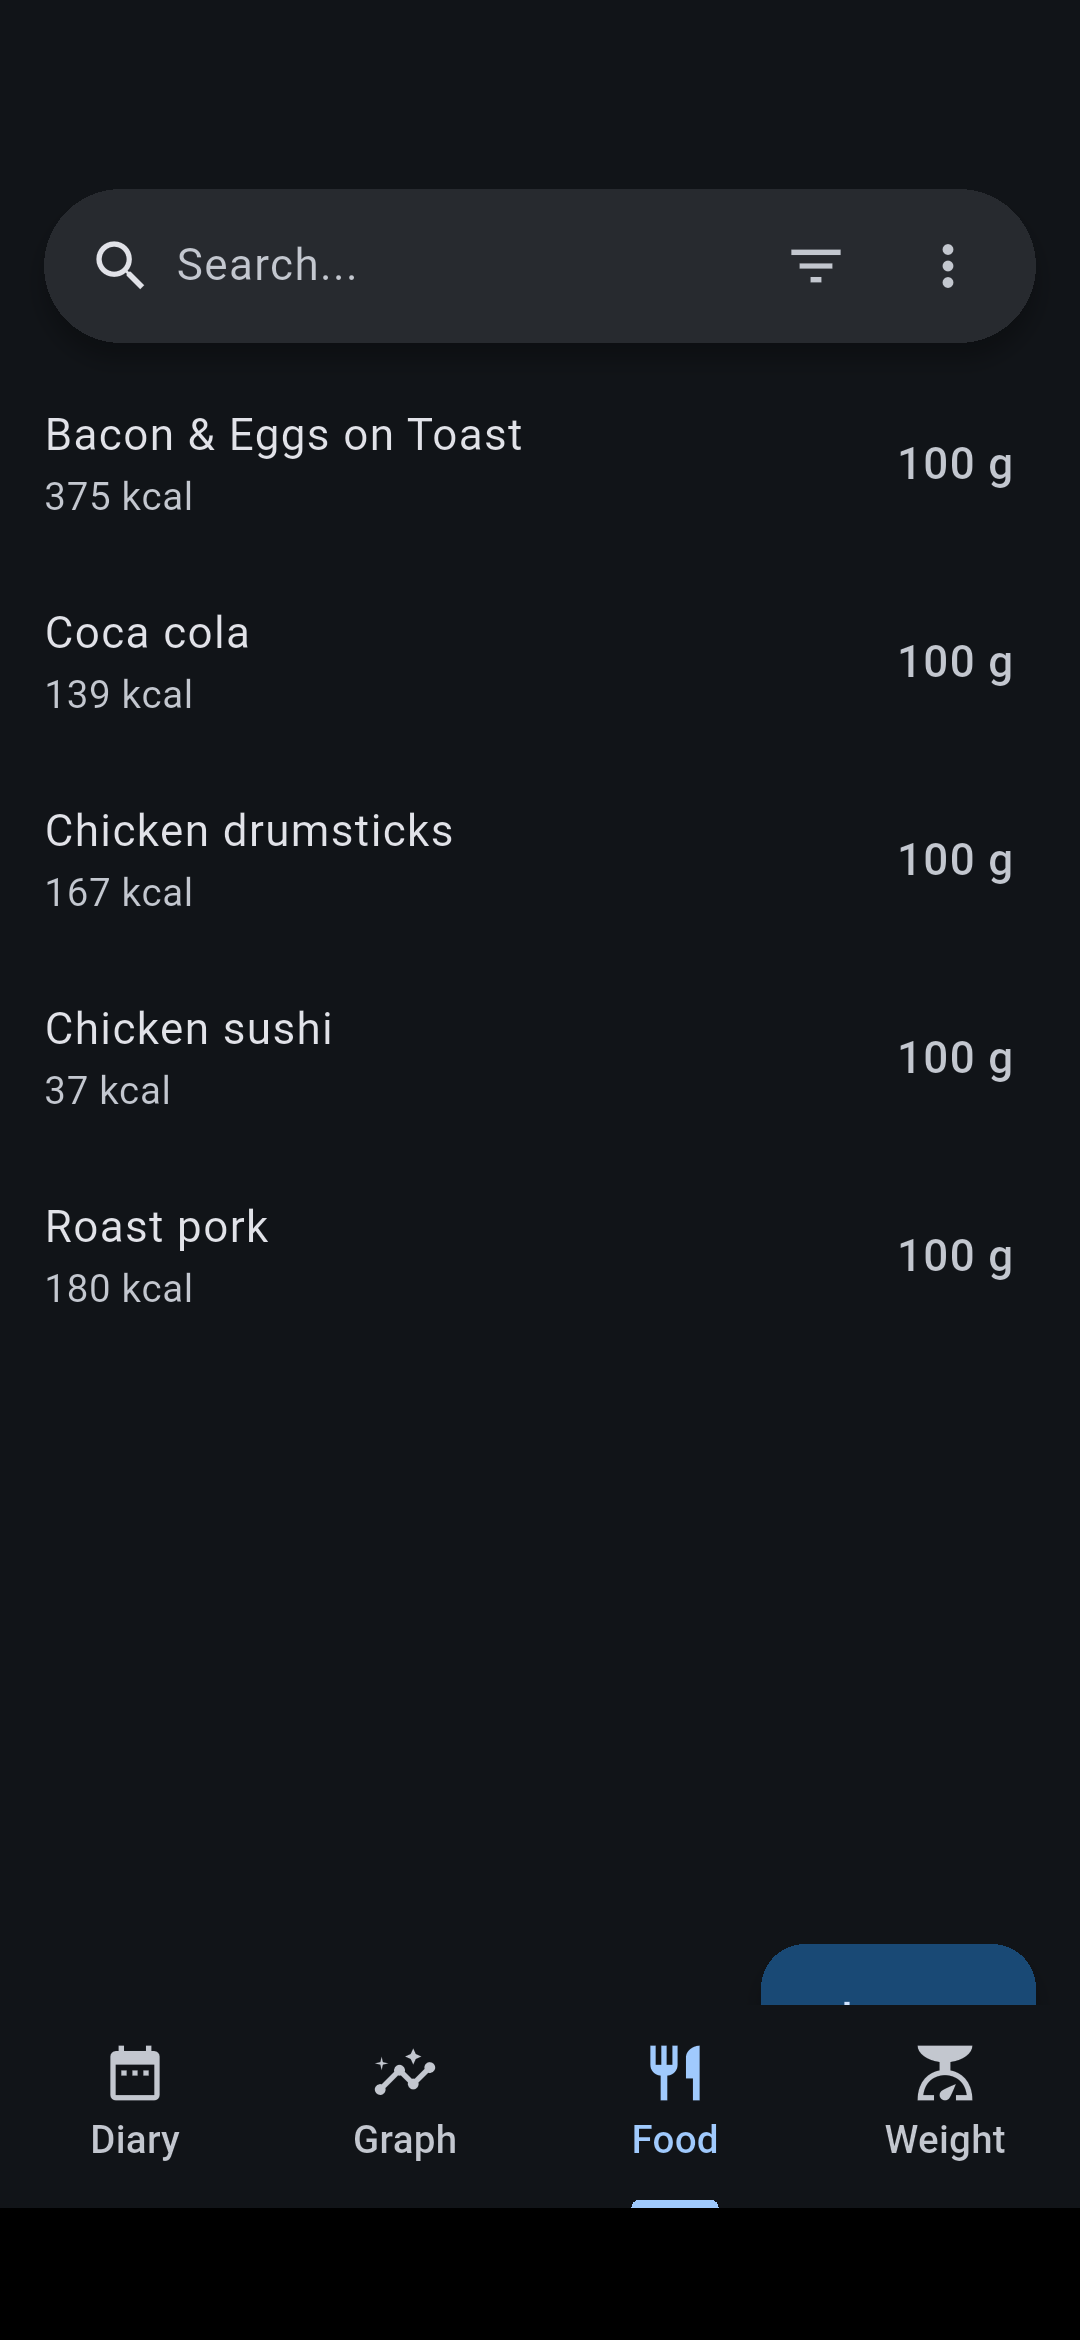 Search...
Bacon & Eggs on Toast
375 kcal
100 g
Coca cola
139 kcal
100 g
Chicken drumsticks
167 kcal
100 g
Chicken sushi
37 kcal
100 g
Roast pork
180 kcal
100 g
Diary
Graph
Food
Weight